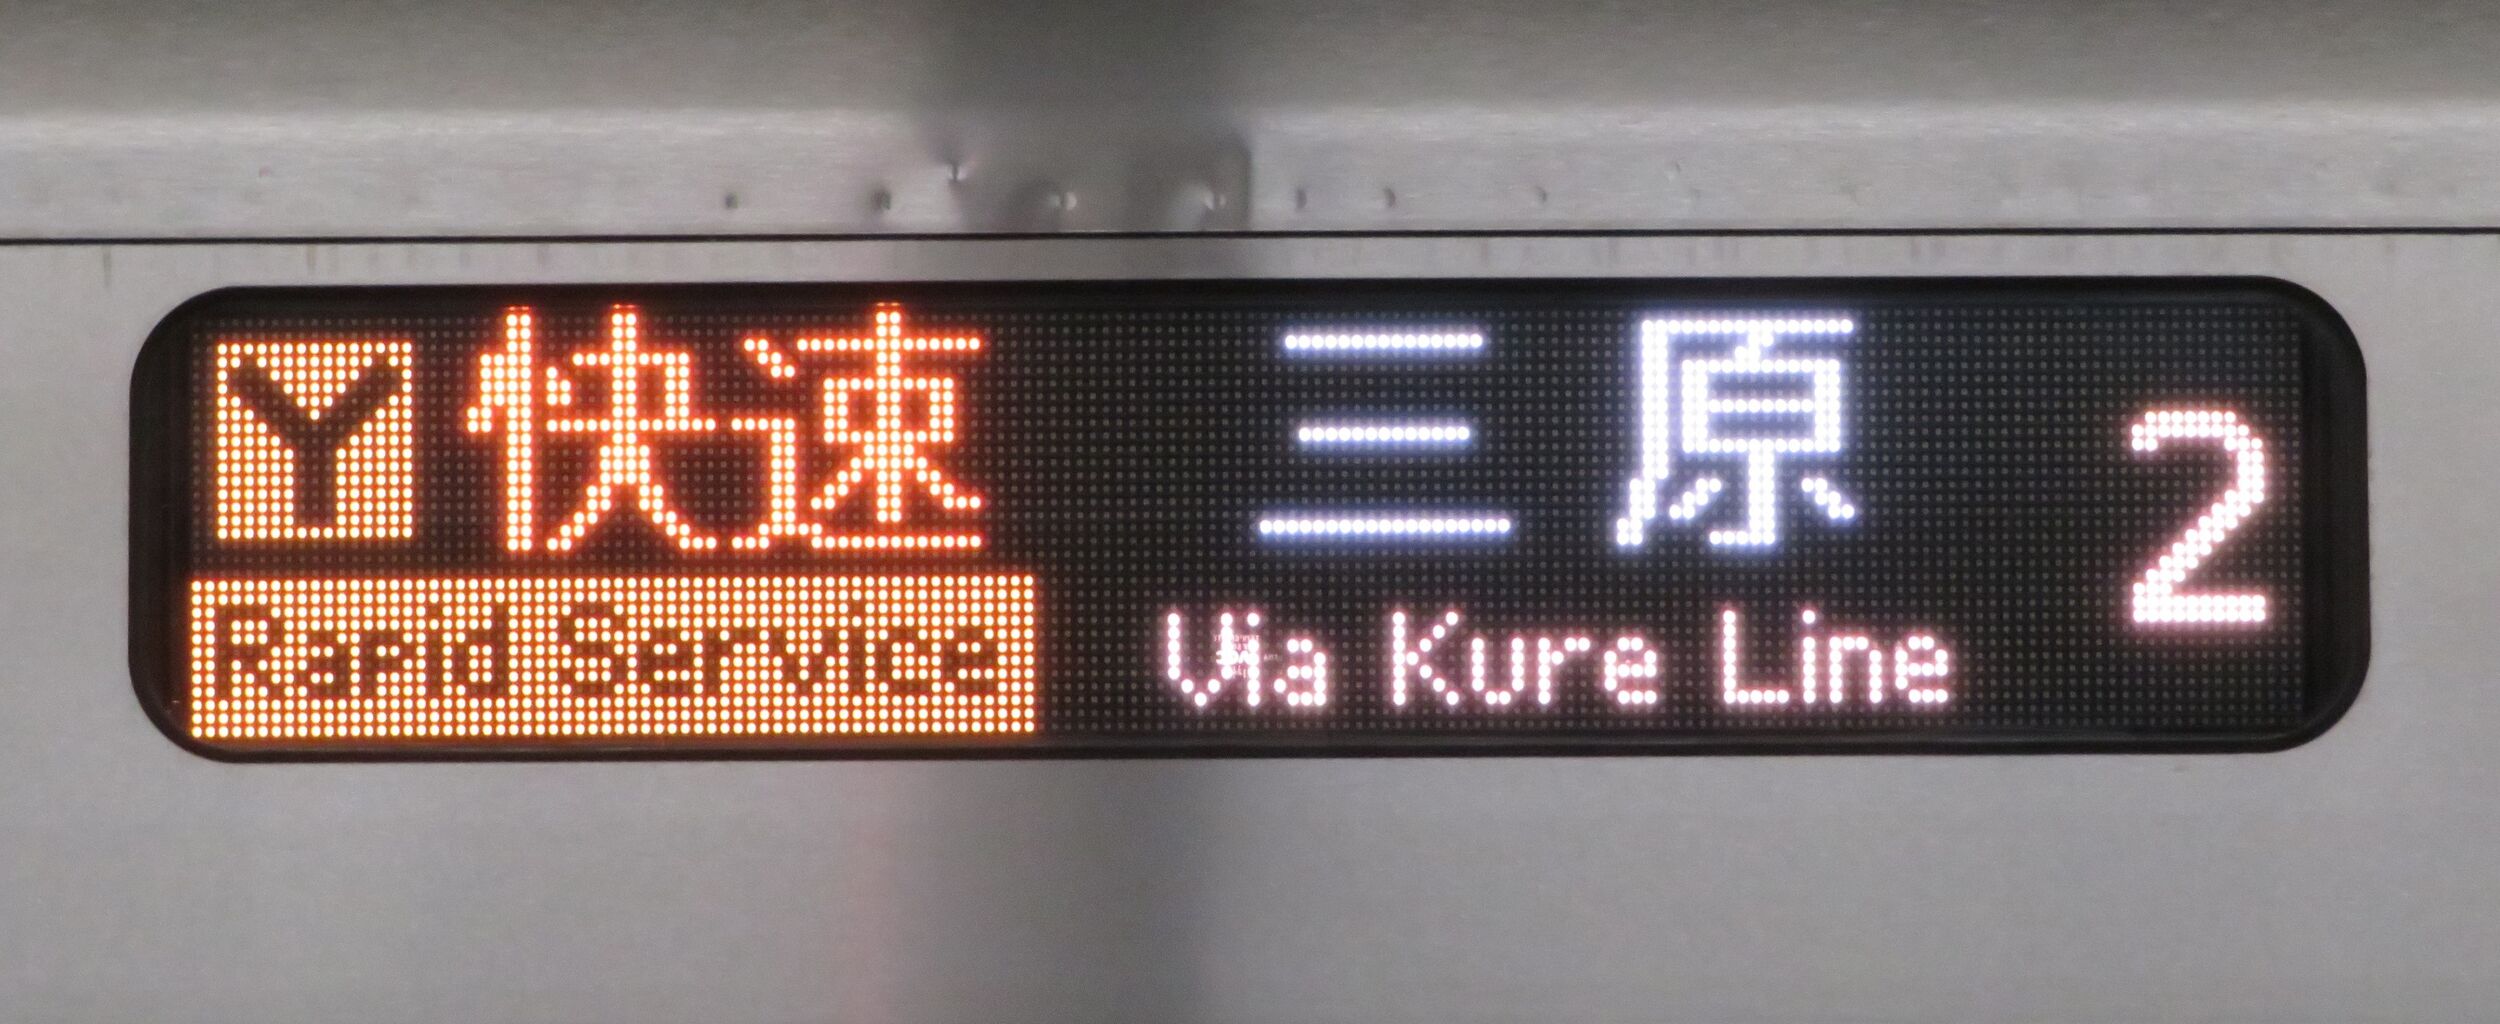 Y 快速 三原 2
Rapid Service Via Kure Line